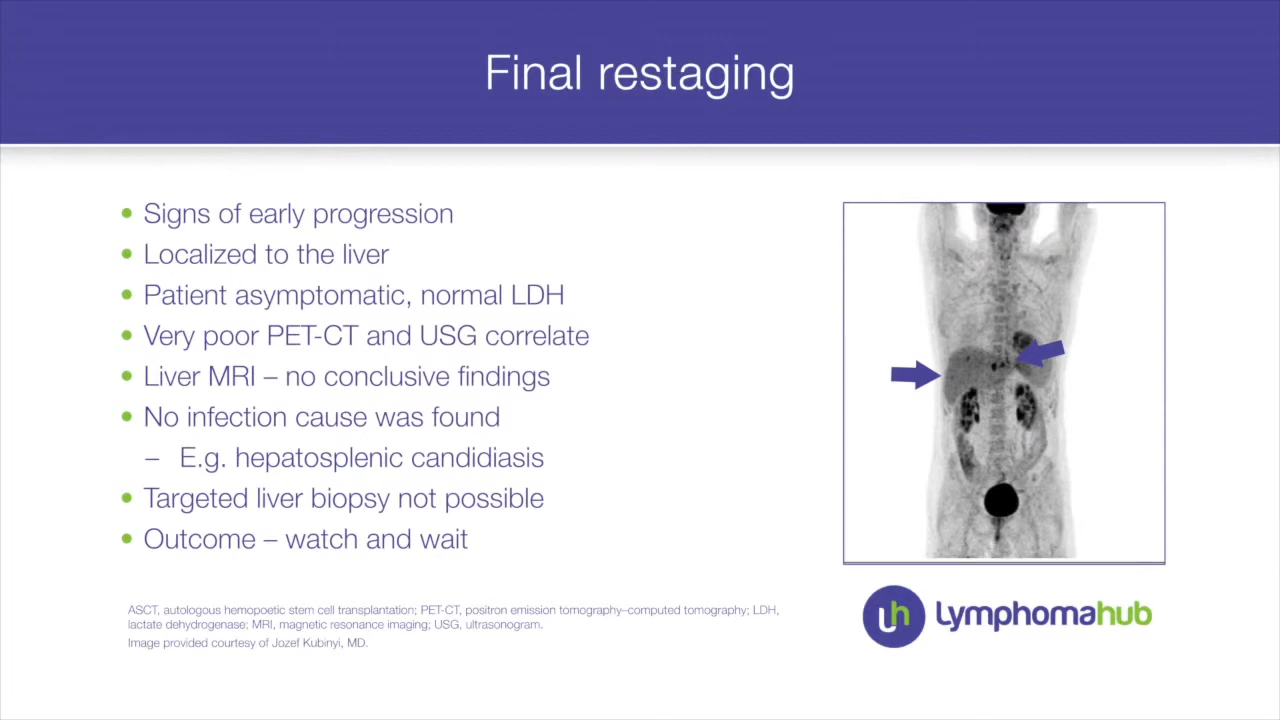 Final restaging
• Signs of early progression
• Localized to the liver
• Patient asymptomatic, normal LDH
• Very poor PET-CT and USG correlate
• Liver MRI – no conclusive findings
• No infection cause was found
– E.g. hepatosplenic candidiasis
• Targeted liver biopsy not possible
• Outcome – watch and wait
ASCT, autologous hemopoetic stem cell transplantation; PET-CT, positron emission tomography–computed tomography; LDH,
lactate dehydrogenase; MRI, magnetic resonance imaging; USG, ultrasonogram.
Image provided courtesy of Jozef Kubinyi, MD.
lh Lymphomahub